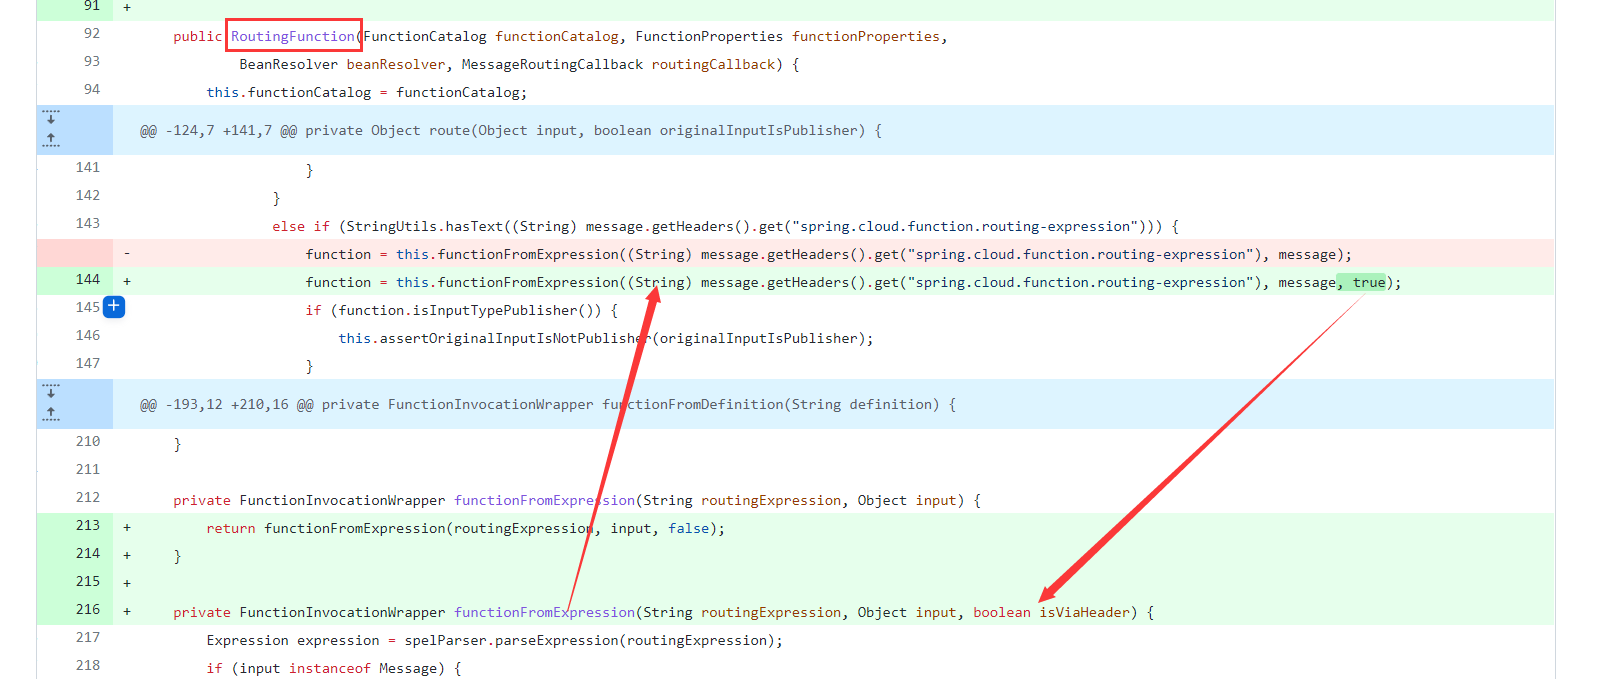 91 +
92 public RoutingFunction(FunctionCatalog functionCatalog, FunctionProperties functionProperties,
93 BeanResolver beanResolver, MessageRoutingCallback routingCallback) {
94 this.functionCatalog = functionCatalog;
@@ -124,7 +141,7 @@ private Object route(Object input, boolean originalInputIsPublisher) {
141 }
142 }
143 else if (StringUtils.hasText((String) message.getHeaders().get("spring.cloud.function.routing-expression"))) {
- function = this.functionFromExpression((String) message.getHeaders().get("spring.cloud.function.routing-expression"), message);
144 + function = this.functionFromExpression((String) message.getHeaders().get("spring.cloud.function.routing-expression"), message, true);
145 + if (function.isInputTypePublisher()) {
146 this.assertOriginalInputIsNotPublisher(originalInputIsPublisher);
147 }
@@ -193,12 +210,16 @@ private FunctionInvocationWrapper functionFromDefinition(String definition) {
210 }
211
212 private FunctionInvocationWrapper functionFromExpression(String routingExpression, Object input) {
213 + return functionFromExpression(routingExpression, input, false);
214 + }
215 +
216 + private FunctionInvocationWrapper functionFromExpression(String routingExpression, Object input, boolean isViaHeader) {
217 Expression expression = spelParser.parseExpression(routingExpression);
218 if (input instanceof Message) {